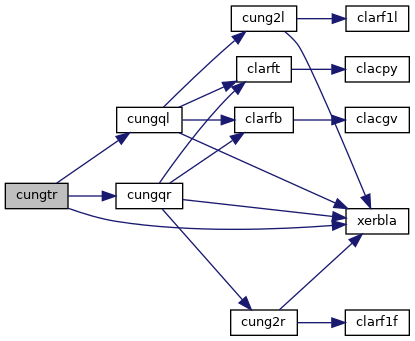 cung2l
clarf1l
clarft
clacpy
cungql
clarfb
clacgv
cungtr
cungqr
xerbla
cung2r
clarf1f